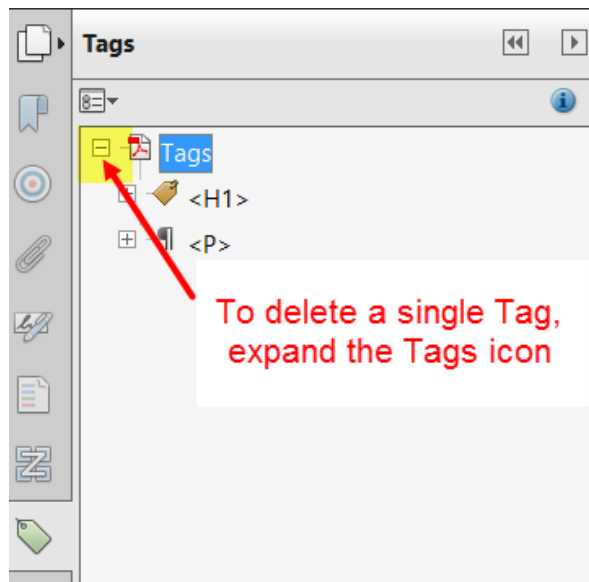 Tags
Tags
<H1>
<P>
To delete a single Tag,
expand the Tags icon